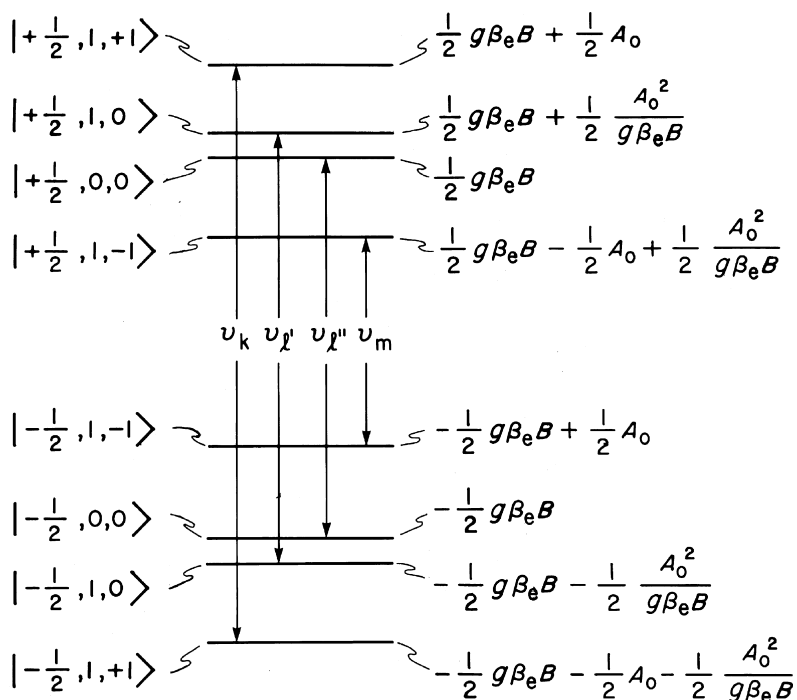 |+1/2, 1, +1⟩ 1/2 gβₑB + 1/2 A₀
|+1/2, 1, 0⟩ 1/2 gβₑB + 1/2 A₀²/gβₑB
|+1/2, 0, 0⟩ 1/2 gβₑB
|+1/2, 1, -1⟩ 1/2 gβₑB - 1/2 A₀ + 1/2 A₀²/gβₑB
υ_k υ_ℓ' υ_ℓ'' υ_m
|-1/2, 1, -1⟩ -1/2 gβₑB + 1/2 A₀
|-1/2, 0, 0⟩ -1/2 gβₑB
|-1/2, 1, 0⟩ -1/2 gβₑB - 1/2 A₀²/gβₑB
|-1/2, 1, +1⟩ -1/2 gβₑB - 1/2 A₀ - 1/2 A₀²/gβₑB